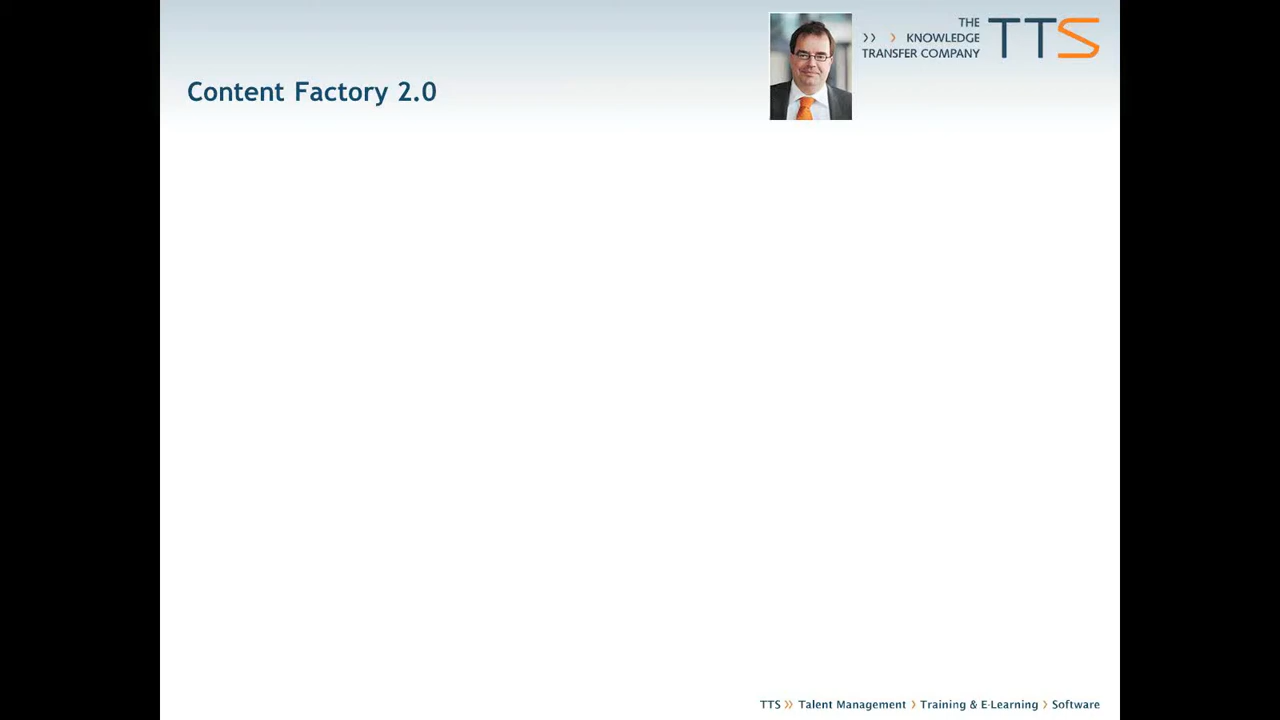 THE
›› › KNOWLEDGE
TRANSFER COMPANY
TTS
Content Factory 2.0
TTS ›› Talent Management › Training & E-Learning › Software